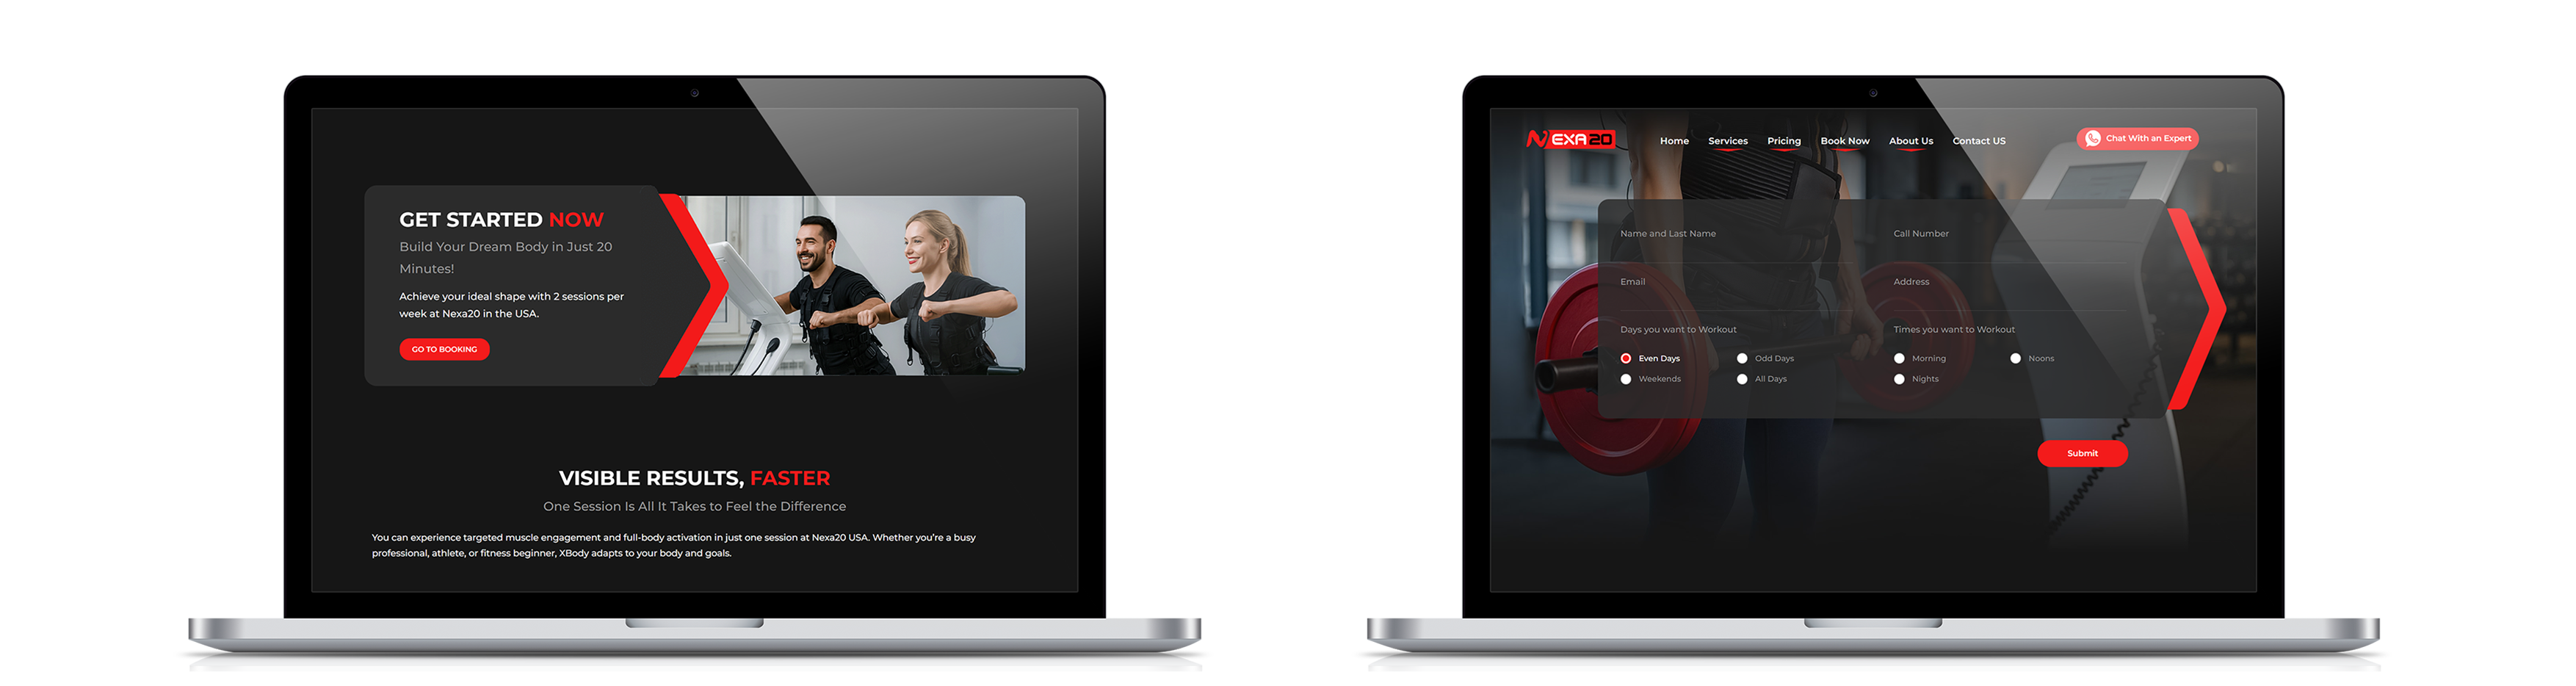 GET STARTED NOW
Build Your Dream Body in Just 20
Minutes!
Achieve your ideal shape with 2 sessions per
week at Nexa20 in the USA.
GO TO BOOKING
VISIBLE RESULTS, FASTER
One Session Is All It Takes to Feel the Difference
You can experience targeted muscle engagement and full-body activation in just one session at Nexa20 USA. Whether you're a busy
professional, athlete, or fitness beginner, XBody adapts to your body and goals.
NEXA20 Home Services Pricing Book Now About Us Contact US Chat With an Expert
Name and Last Name Call Number
Email Address
Days you want to Workout Times you want to Workout
Even Days Odd Days Morning Noons
Weekends All Days Nights
Submit